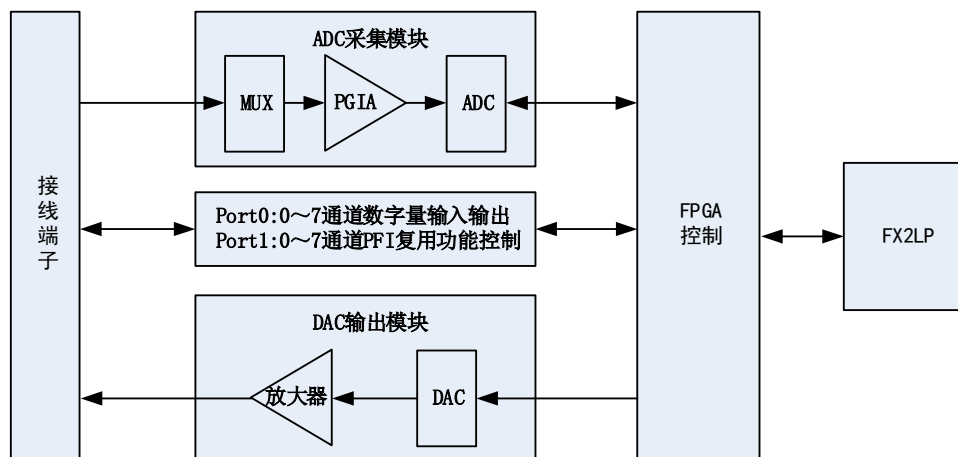 接
线
端
子
ADC采集模块
MUX
PGIA
ADC
Port0:0～7通道数字量输入输出
Port1:0～7通道PFI复用功能控制
DAC输出模块
放大器
DAC
FPGA
控制
FX2LP